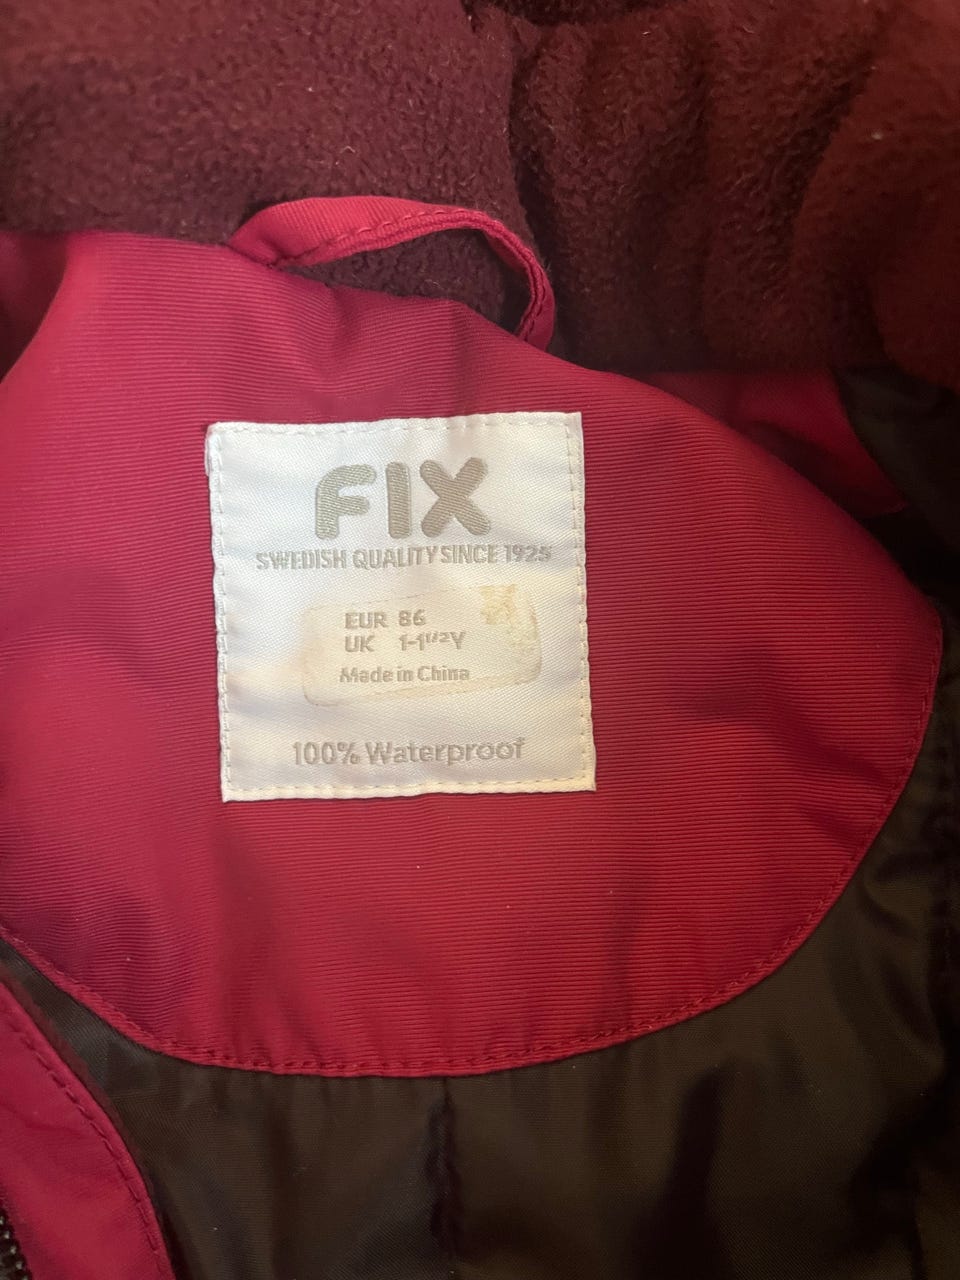 FIX
SWEDISH QUALITY SINCE 1925
EUR 86
UK 1-1¹/²Y
Made in China
100% Waterproof